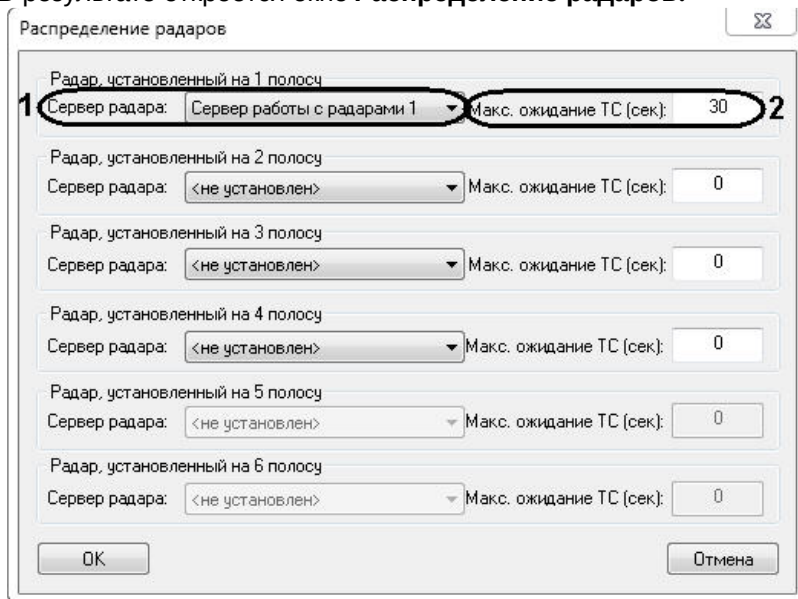 В результате откроется окно Распределение радаров.
Распределение радаров
Радар, установленный на 1 полосу
1 Сервер радара: Сервер работы с радарами 1 Макс. ожидание ТС (сек): 30 2
Радар, установленный на 2 полосу
Сервер радара: <не установлен> Макс. ожидание ТС (сек): 0
Радар, установленный на 3 полосу
Сервер радара: <не установлен> Макс. ожидание ТС (сек): 0
Радар, установленный на 4 полосу
Сервер радара: <не установлен> Макс. ожидание ТС (сек): 0
Радар, установленный на 5 полосу
Сервер радара: <не установлен> Макс. ожидание ТС (сек): 0
Радар, установленный на 6 полосу
Сервер радара: <не установлен> Макс. ожидание ТС (сек): 0
OK Отмена